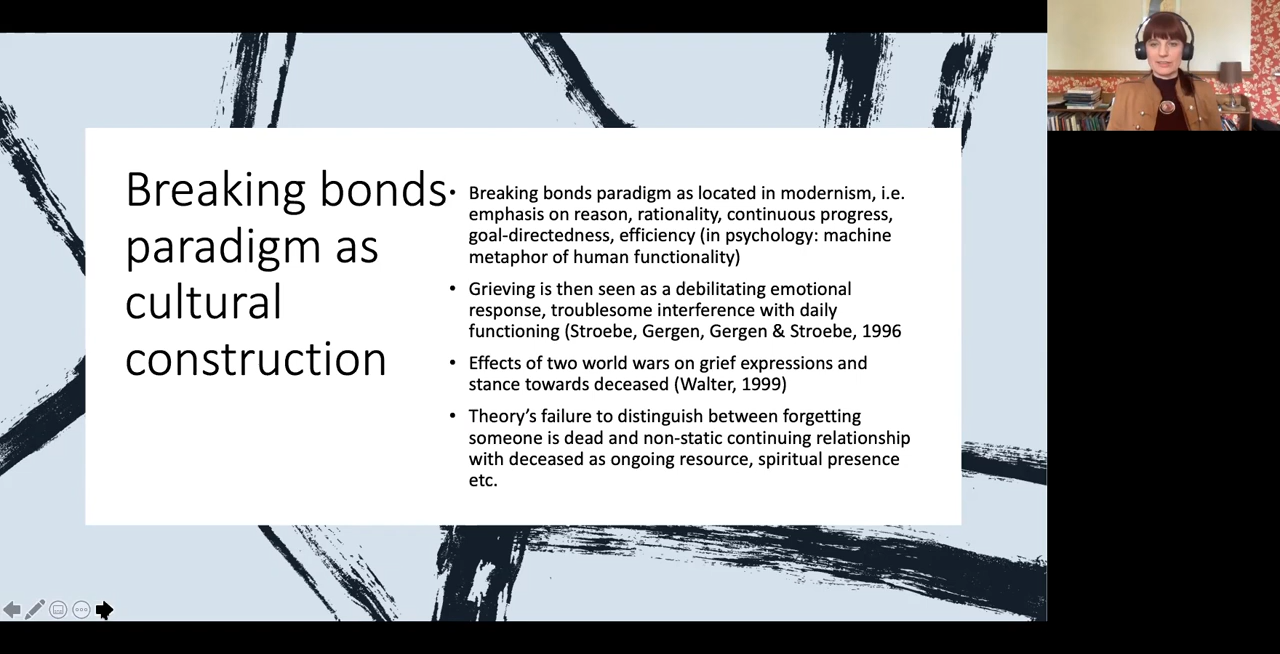 Breaking bonds
paradigm as
cultural
construction
• Breaking bonds paradigm as located in modernism, i.e.
emphasis on reason, rationality, continuous progress,
goal-directedness, efficiency (in psychology: machine
metaphor of human functionality)
• Grieving is then seen as a debilitating emotional
response, troublesome interference with daily
functioning (Stroebe, Gergen, Gergen & Stroebe, 1996
• Effects of two world wars on grief expressions and
stance towards deceased (Walter, 1999)
• Theory's failure to distinguish between forgetting
someone is dead and non-static continuing relationship
with deceased as ongoing resource, spiritual presence
etc.